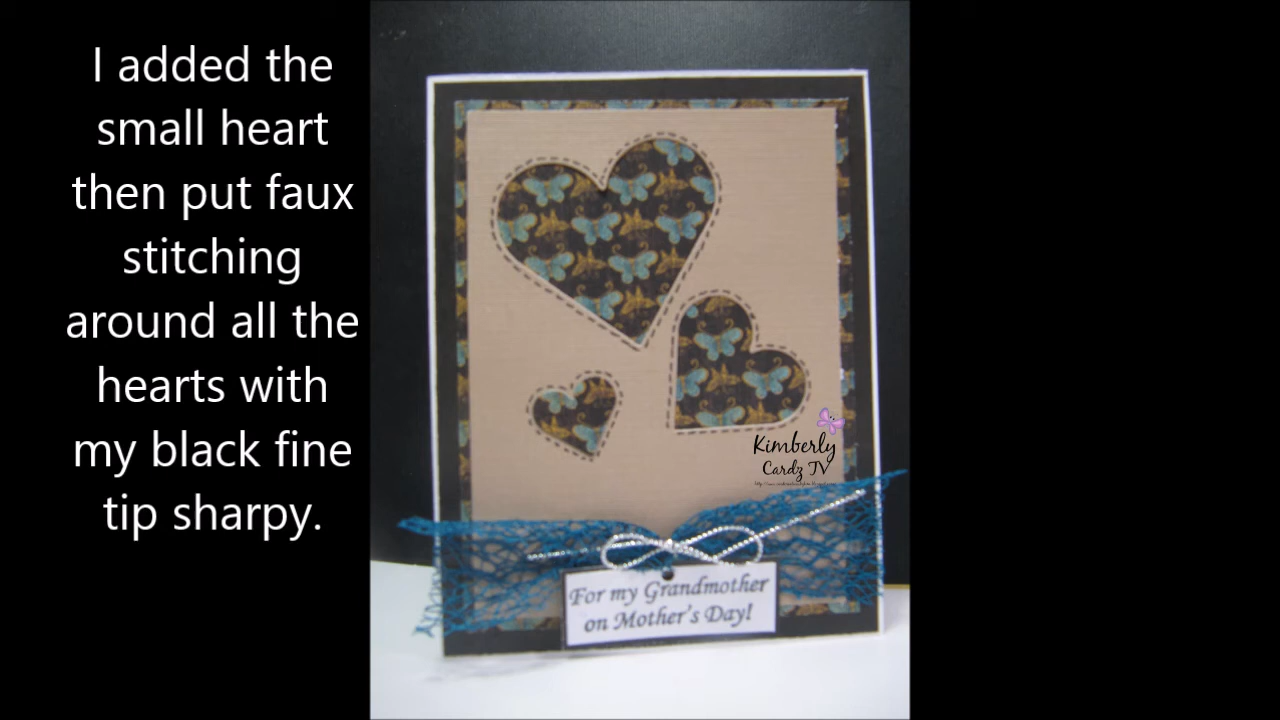 I added the
small heart
then put faux
stitching
around all the
hearts with
my black fine
tip sharpy.
Kimberly
Cardz TV
For my Grandmother
on Mother's Day!